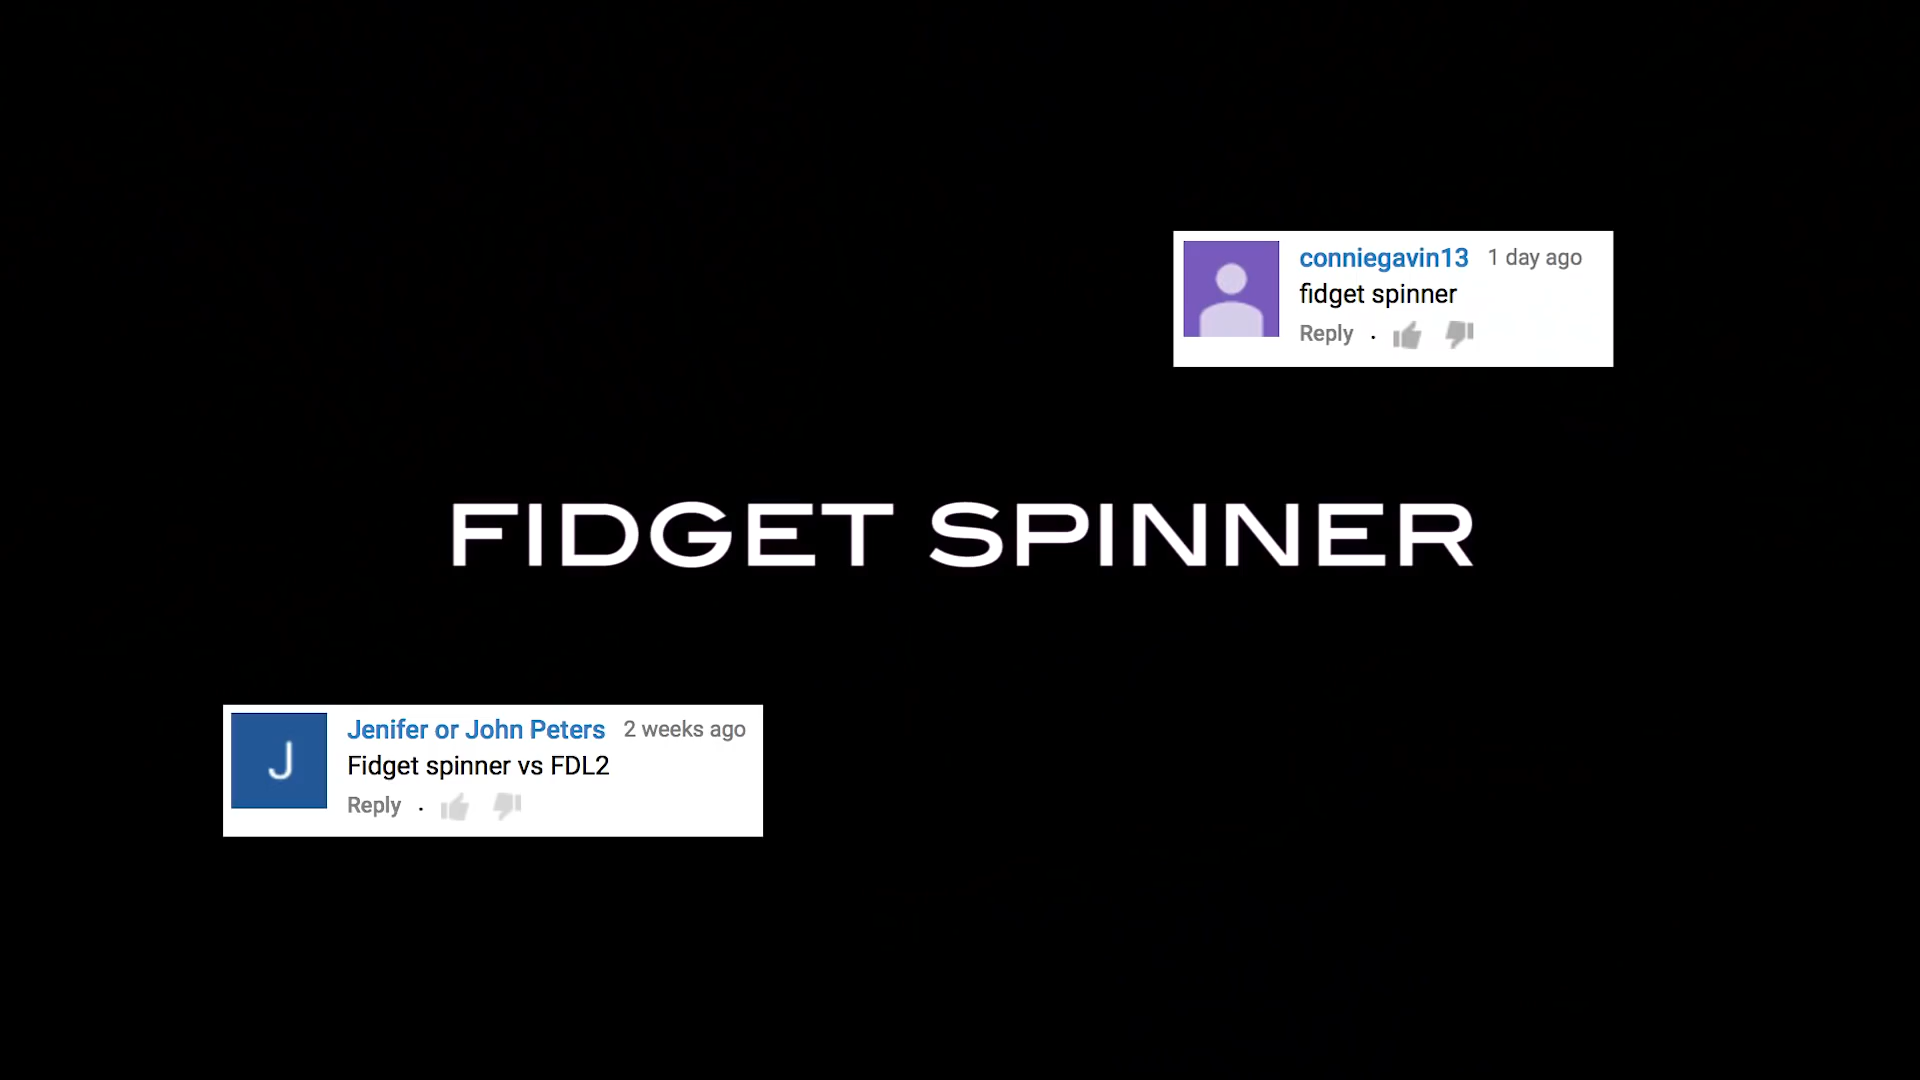 conniegavin13 1 day ago
fidget spinner
Reply ·
FIDGET SPINNER
J
Jenifer or John Peters 2 weeks ago
Fidget spinner vs FDL2
Reply ·